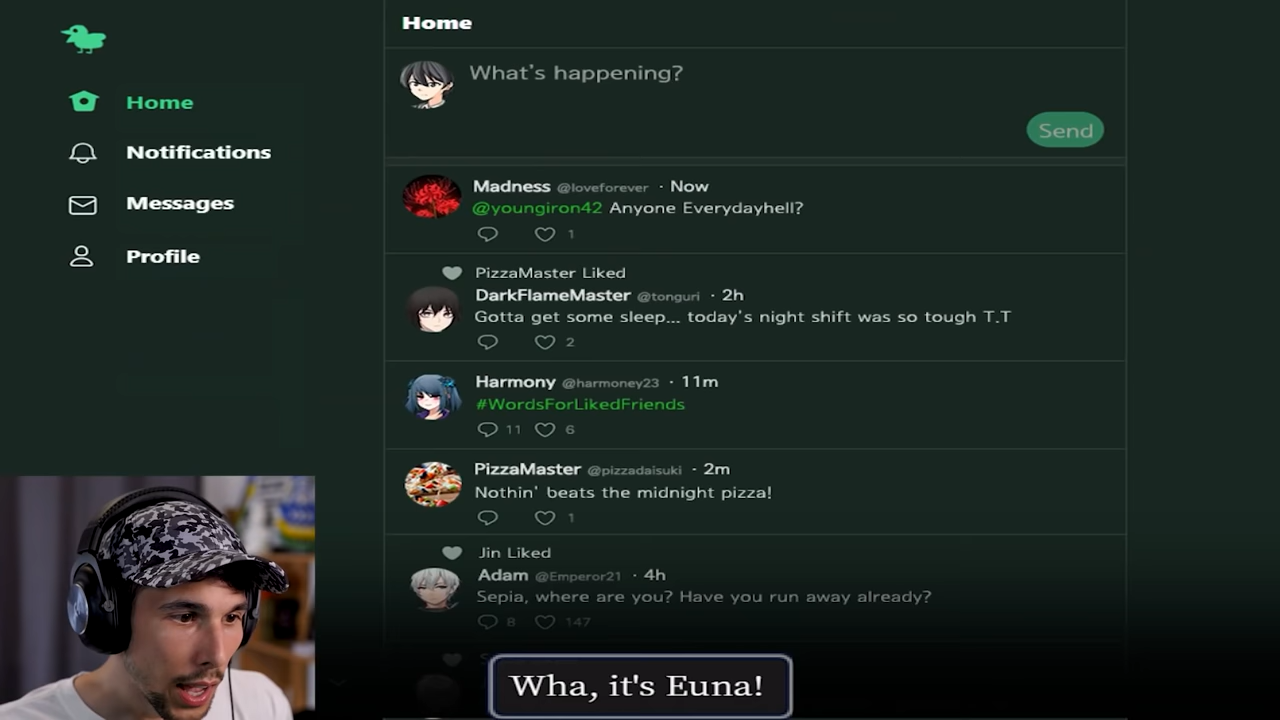 Home
What's happening?
Send
Home
Notifications
Messages
Profile
Madness @loveforever · Now
@youngiron42 Anyone Everydayhell?
1
PizzaMaster Liked
DarkFlameMaster @tonguri · 2h
Gotta get some sleep... today's night shift was so tough T.T
2
Harmony @harmoney23 · 11m
#WordsForLikedFriends
11 6
PizzaMaster @pizzadaisuki · 2m
Nothin' beats the midnight pizza!
1
Jin Liked
Adam @Emperor21 · 4h
Sepia, where are you? Have you run away already?
8 147
Wha, it's Euna!